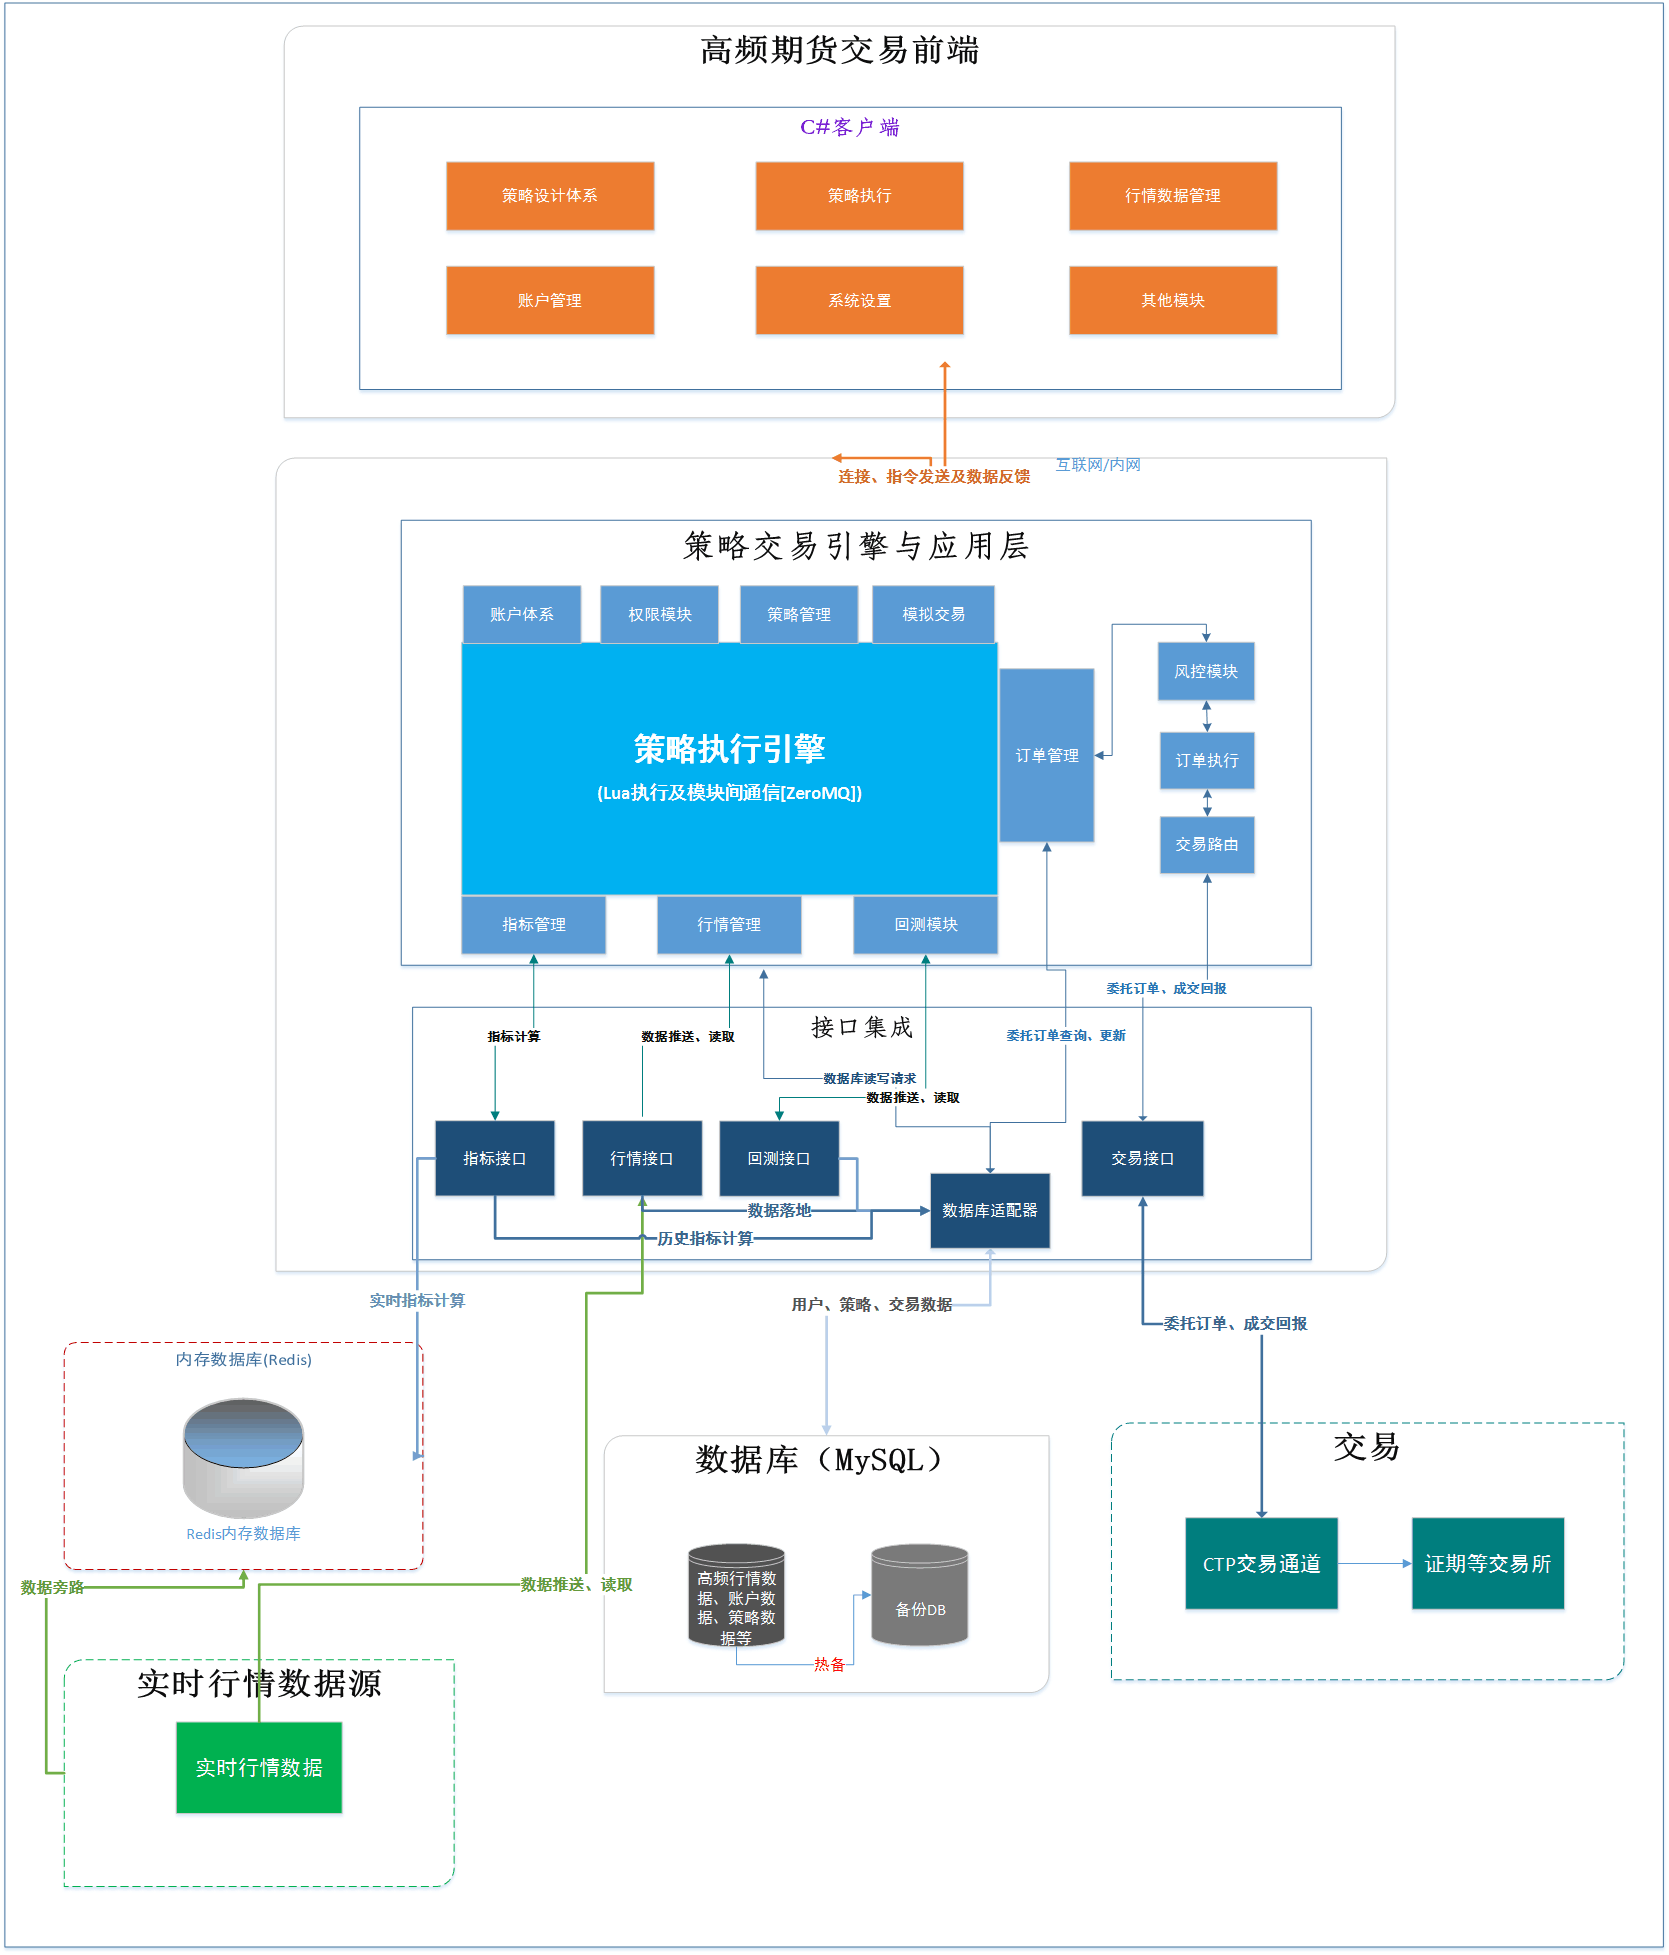 高频期货交易前端
C#客户端
策略设计体系
策略执行
行情数据管理
账户管理
系统设置
其他模块
互联网/内网
连接、指令发送及数据反馈
策略交易引擎与应用层
账户体系
权限模块
策略管理
模拟交易
风控模块
策略执行引擎
订单管理
订单执行
(Lua执行及模块间通信[ZeroMQ])
交易路由
指标管理
行情管理
回测模块
委托订单、成交回报
接口集成
指标计算
数据推送、读取
委托订单查询、更新
数据库读写请求
数据推送、读取
指标接口
行情接口
回测接口
交易接口
数据落地
数据库适配器
历史指标计算
实时指标计算
用户、策略、交易数据
委托订单、成交回报
内存数据库(Redis)
Redis内存数据库
数据库（MySQL）
交易
CTP交易通道
证期等交易所
数据旁路
数据推送、读取
高频行情数
据、账户数
据、策略数
据等
备份DB
热备
实时行情数据源
实时行情数据